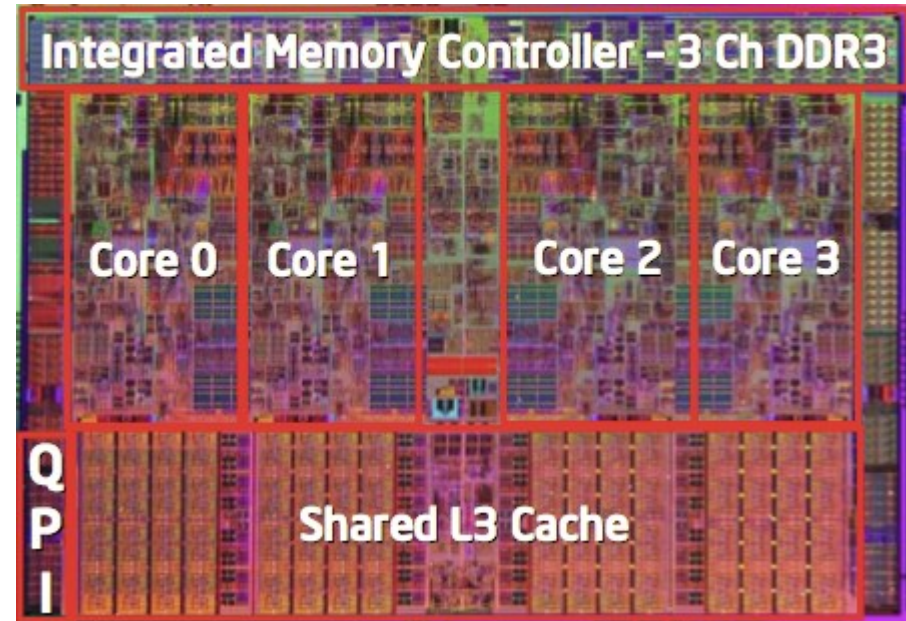 Integrated Memory Controller – 3 Ch DDR3
Core 0
Core 1
Core 2
Core 3
Q
P
I
Shared L3 Cache